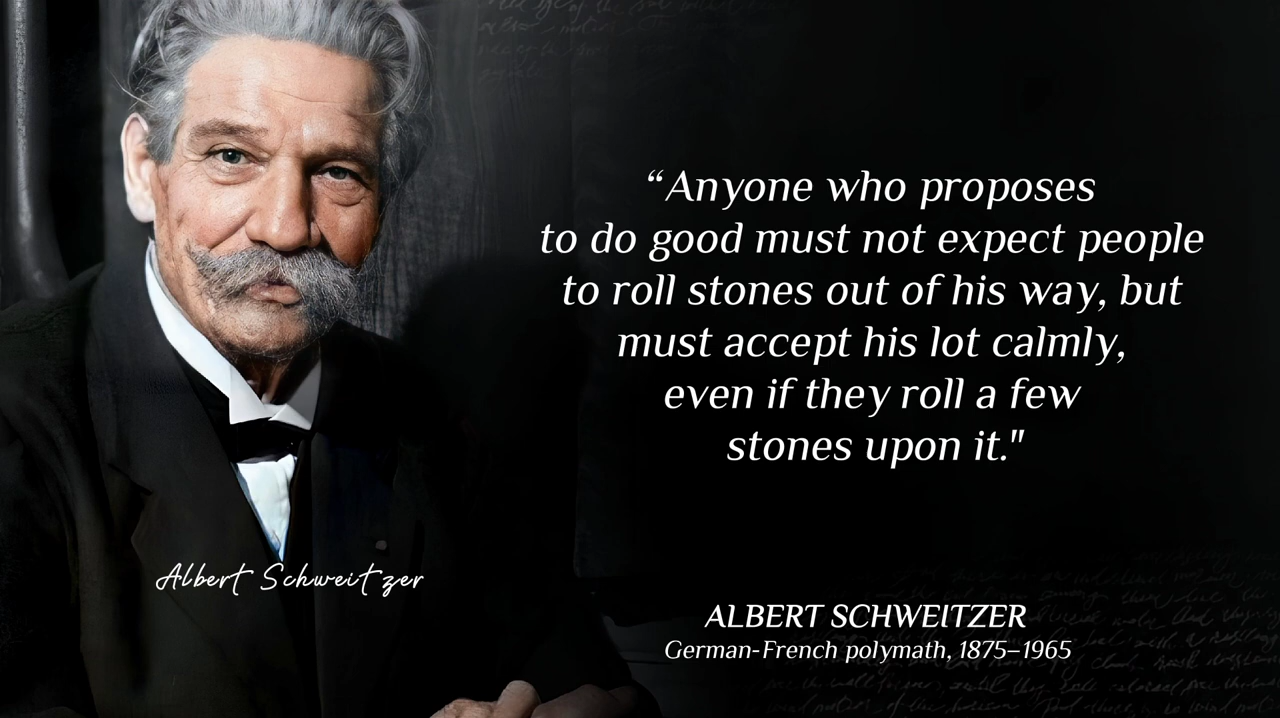 “Anyone who proposes
to do good must not expect people
to roll stones out of his way, but
must accept his lot calmly,
even if they roll a few
stones upon it."
Albert Schweitzer
ALBERT SCHWEITZER
German-French polymath, 1875–1965